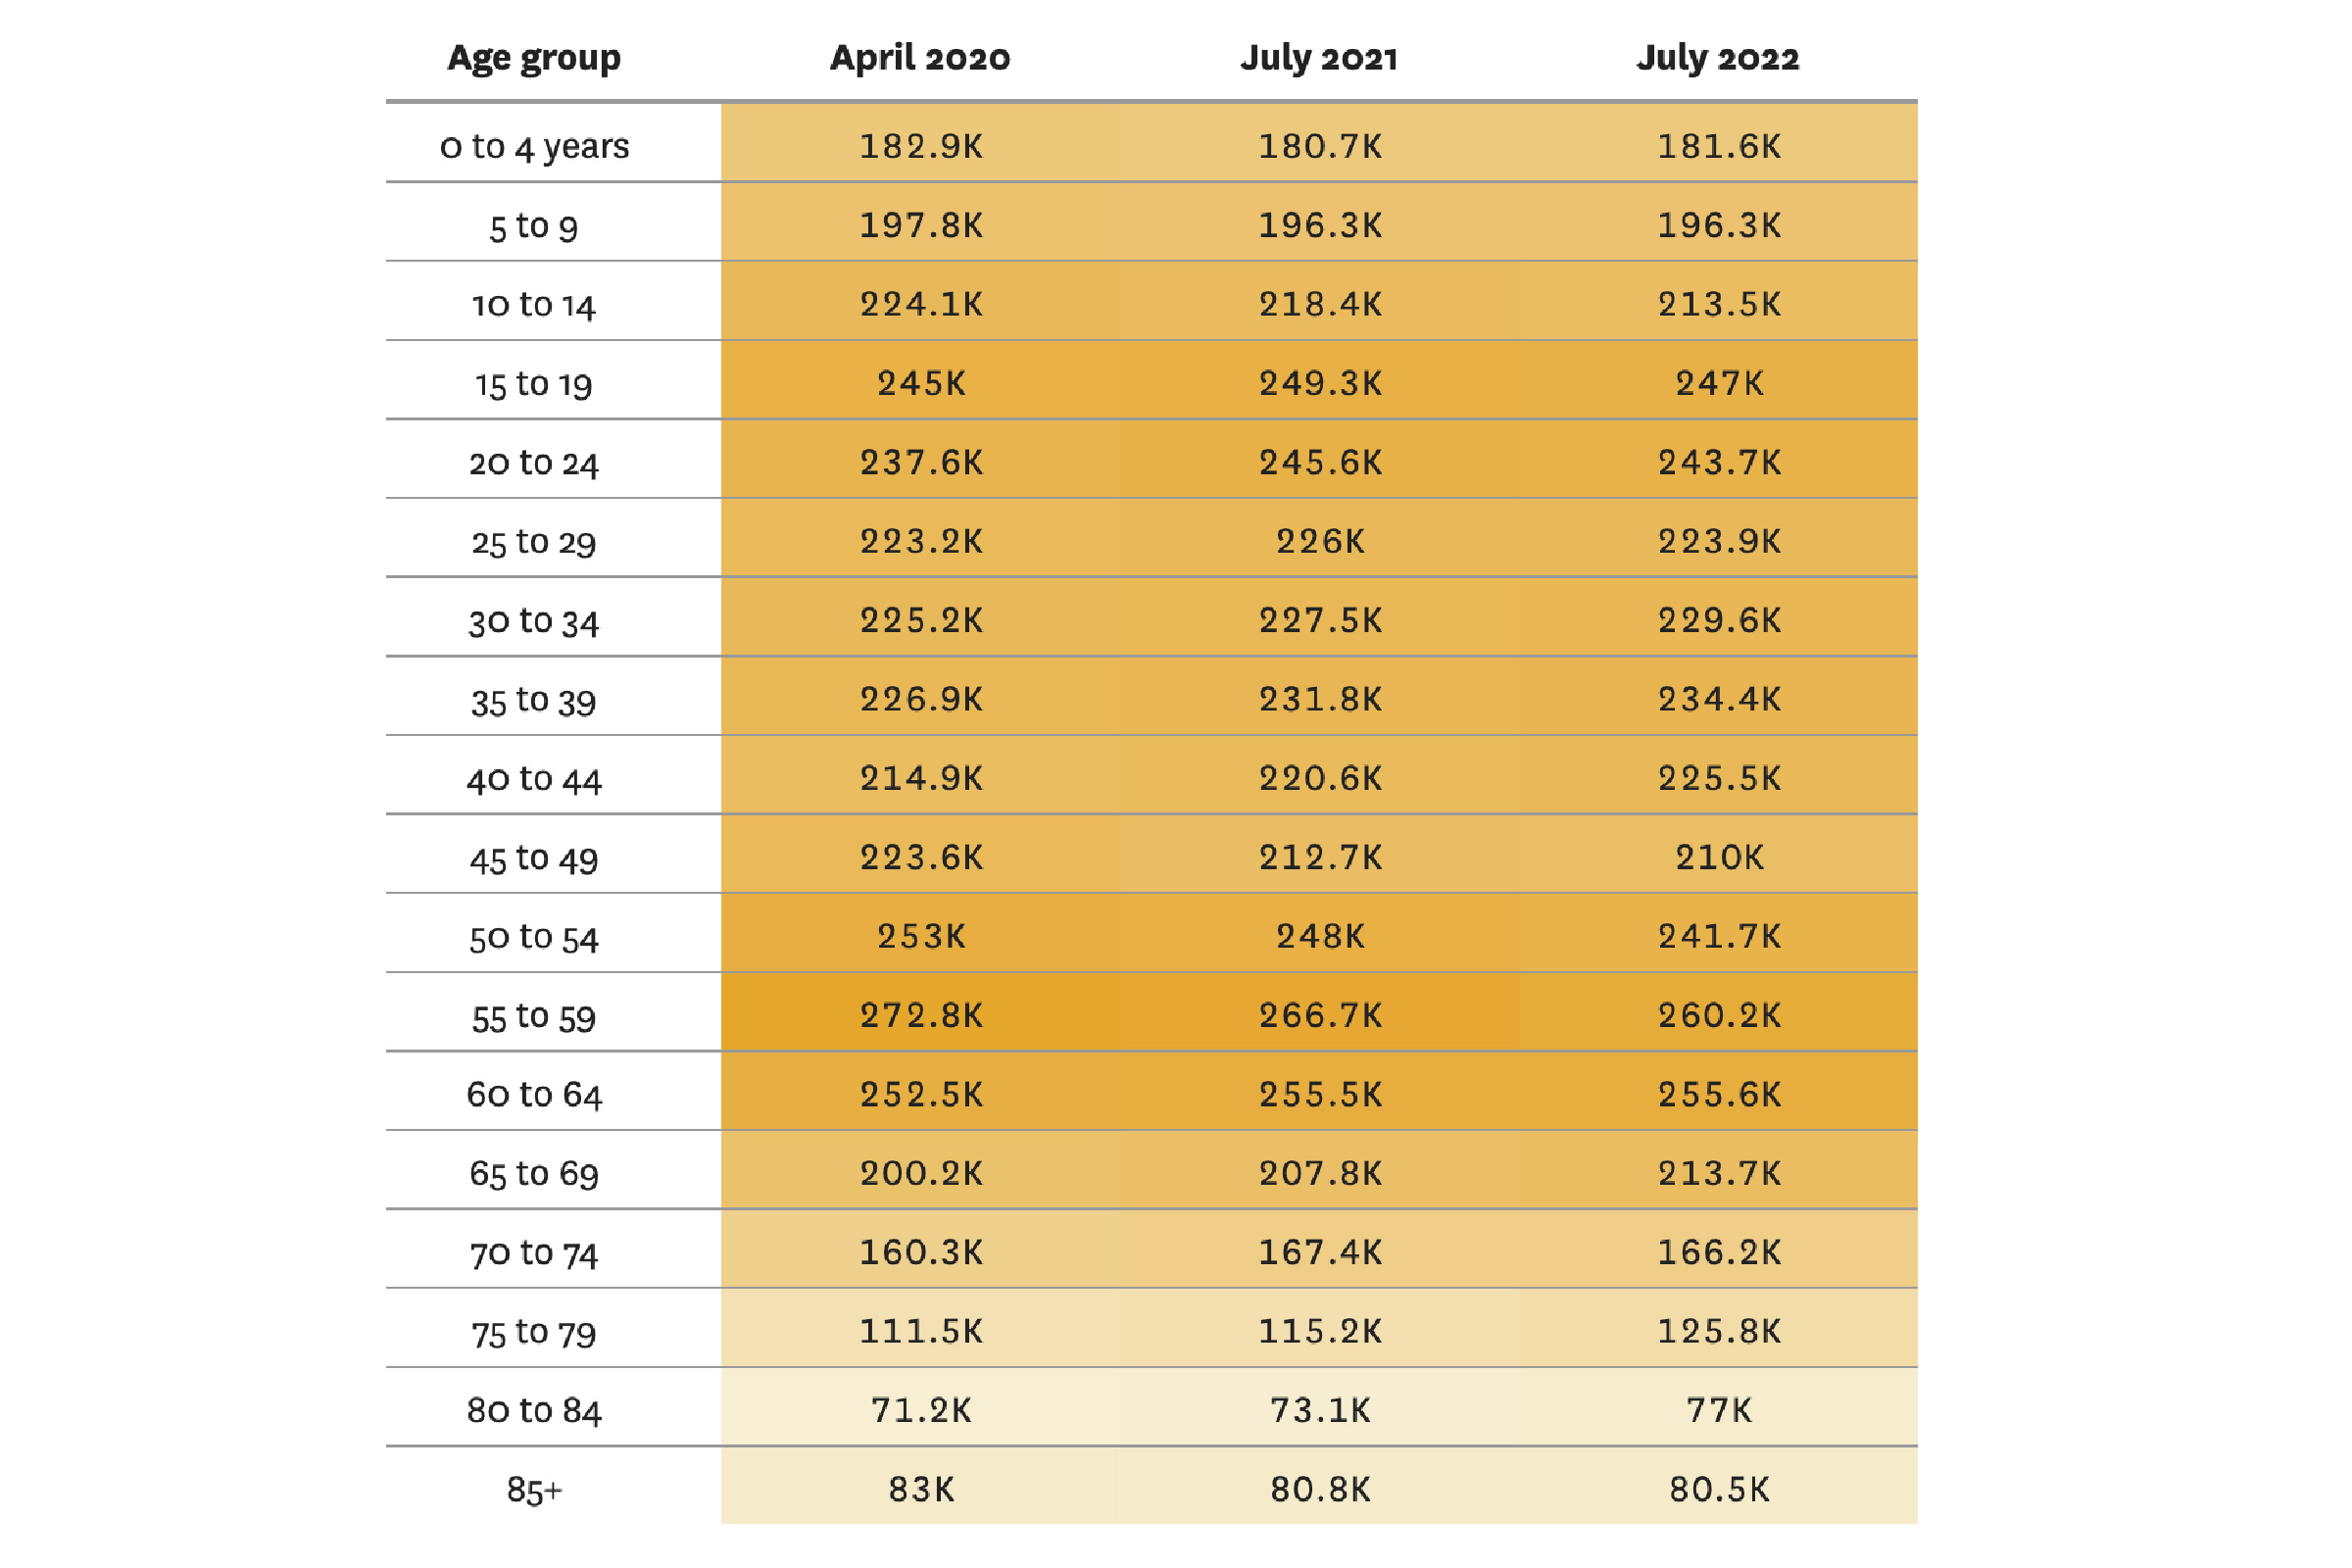 Age group April 2020 July 2021 July 2022
0 to 4 years 182.9K 180.7K 181.6K
5 to 9 197.8K 196.3K 196.3K
10 to 14 224.1K 218.4K 213.5K
15 to 19 245K 249.3K 247K
20 to 24 237.6K 245.6K 243.7K
25 to 29 223.2K 226K 223.9K
30 to 34 225.2K 227.5K 229.6K
35 to 39 226.9K 231.8K 234.4K
40 to 44 214.9K 220.6K 225.5K
45 to 49 223.6K 212.7K 210K
50 to 54 253K 248K 241.7K
55 to 59 272.8K 266.7K 260.2K
60 to 64 252.5K 255.5K 255.6K
65 to 69 200.2K 207.8K 213.7K
70 to 74 160.3K 167.4K 166.2K
75 to 79 111.5K 115.2K 125.8K
80 to 84 71.2K 73.1K 77K
85+ 83K 80.8K 80.5K